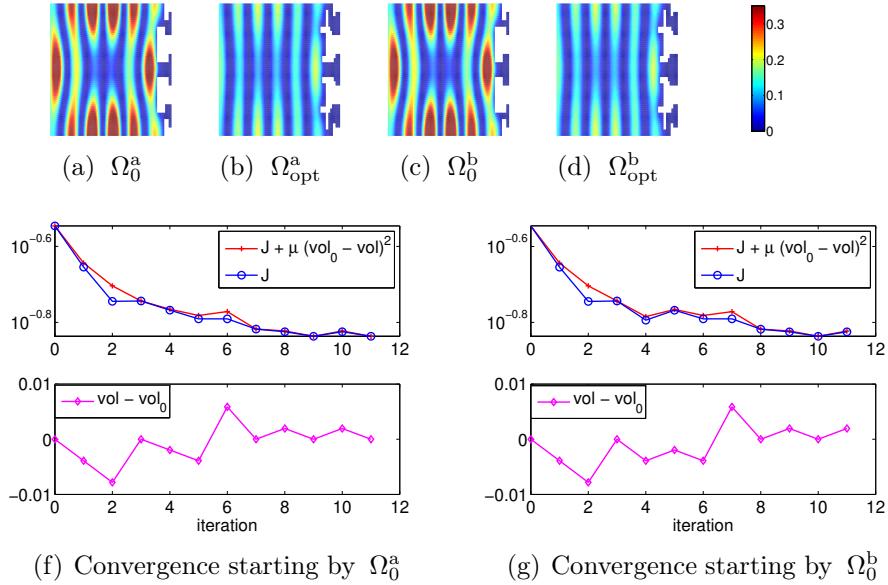 0.3
0.2
0.1
0
(a) Ω₀ᵃ
(b) Ωₒₚₜᵃ
(c) Ω₀ᵇ
(d) Ωₒₚₜᵇ
10^−0.6
10^−0.8
J + μ (vol₀ − vol)²
J
0 2 4 6 8 10 12
0.01
0
−0.01
vol − vol₀
0 2 4 6 8 10 12
iteration
(f) Convergence starting by Ω₀ᵃ
10^−0.6
10^−0.8
J + μ (vol₀ − vol)²
J
0 2 4 6 8 10 12
0.01
0
−0.01
vol − vol₀
0 2 4 6 8 10 12
iteration
(g) Convergence starting by Ω₀ᵇ